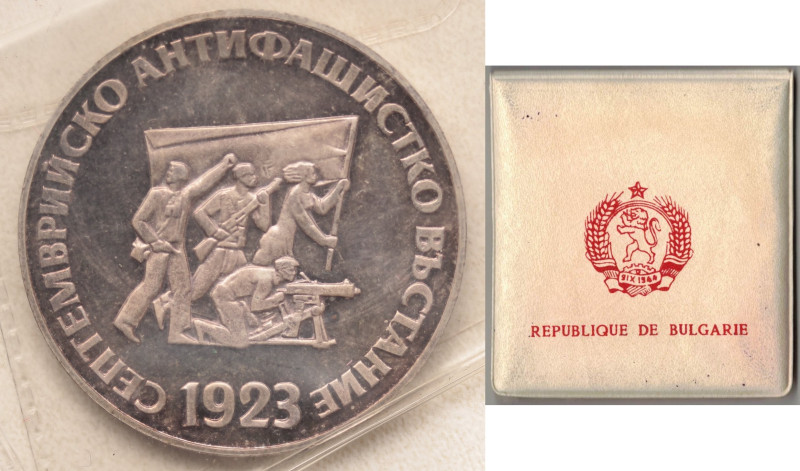 СЕПТЕМВРИЙСКО АНТИФАШИСТКО ВЪСТАНИЕ
1923
9 IX 1944
REPUBLIQUE DE BULGARIE